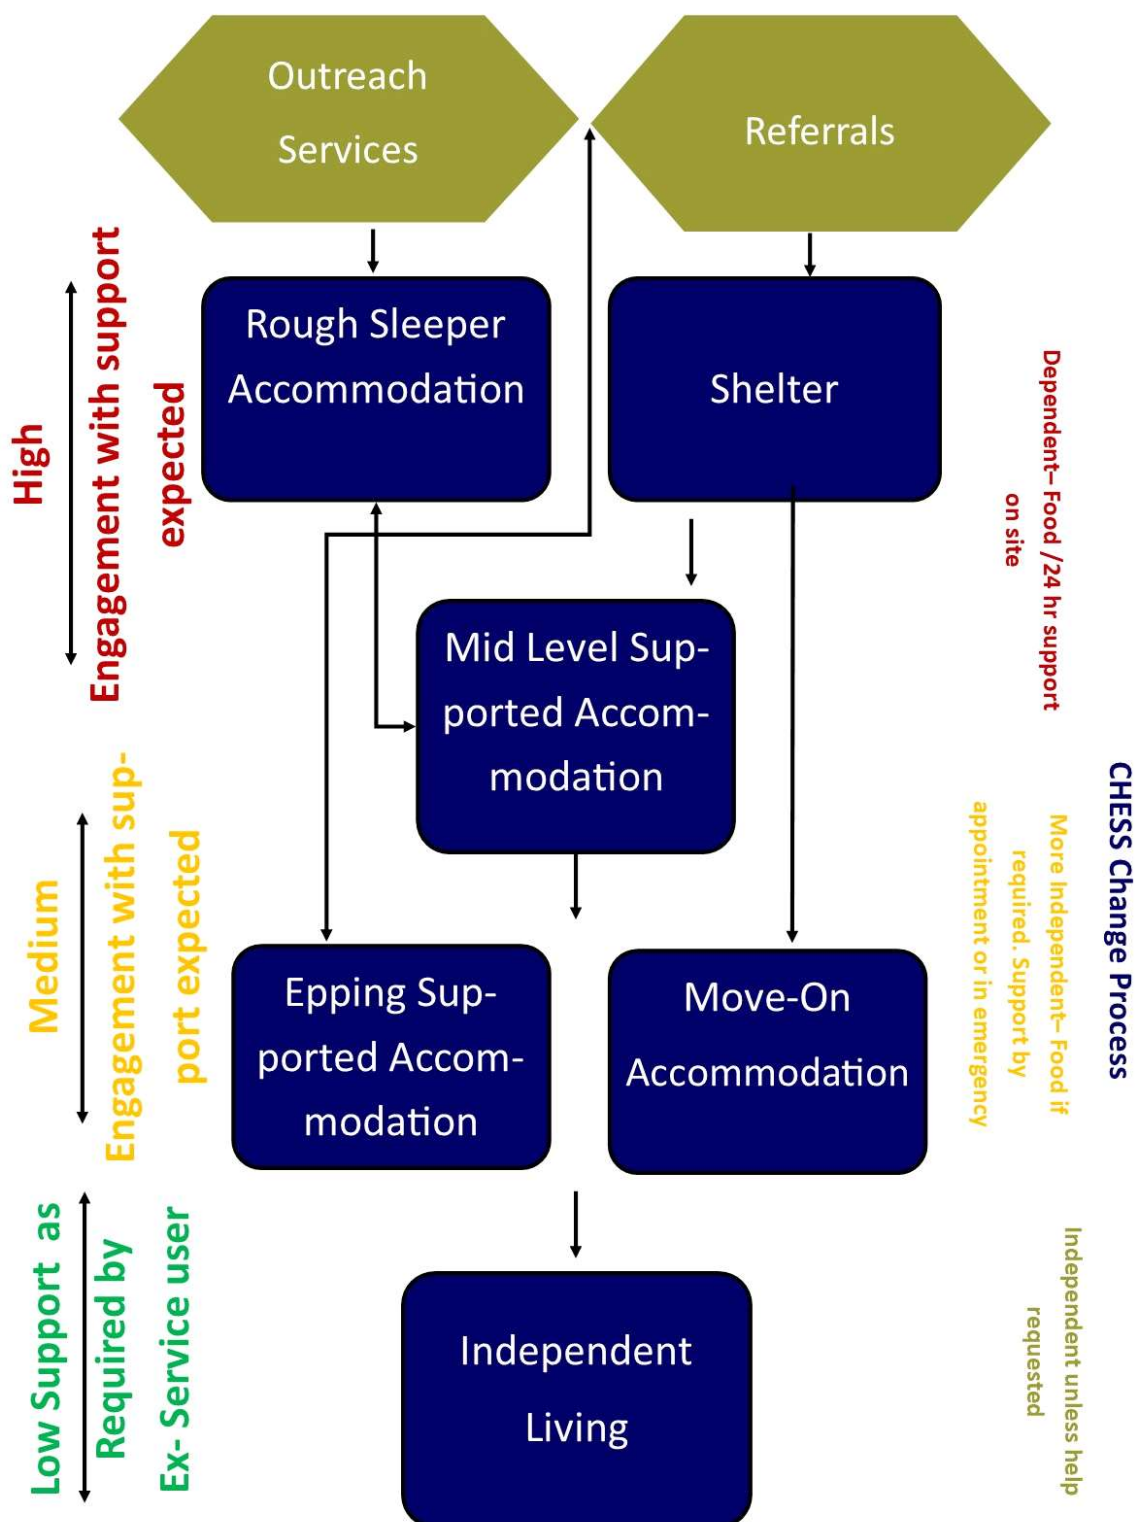 Outreach
Services
Referrals
Rough Sleeper
Accommodation
Shelter
High
Engagement with support
expected
Dependent– Food /24 hr support
on site
Mid Level Sup-
ported Accom-
modation
Medium
Engagement with sup-
port expected
More Independent– Food if
required. Support by
appointment or in emergency
CHESS Change Process
Epping Sup-
ported Accom-
modation
Move-On
Accommodation
Low Support as
Required by
Ex- Service user
Independent unless help
requested
Independent
Living